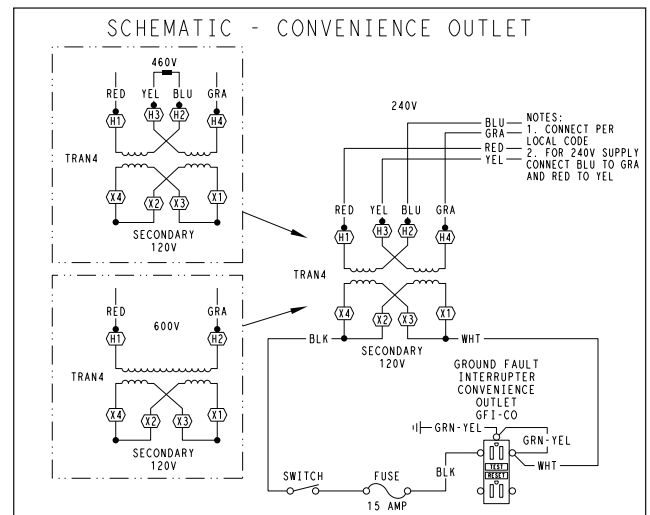 SCHEMATIC - CONVENIENCE OUTLET
460V
RED YEL BLU GRA
H1 H3 H2 H4
TRAN4
X4 X2 X3 X1
SECONDARY
120V
RED GRA
600V
H1 H2
TRAN4
X4 X2 X3 X1
SECONDARY
120V
240V
BLU
GRA
RED
YEL
NOTES:
1. CONNECT PER
LOCAL CODE
2. FOR 240V SUPPLY
CONNECT BLU TO GRA
AND RED TO YEL
RED YEL BLU GRA
H1 H3 H2 H4
TRAN4
X4 X2 X3 X1
BLK WHT
SECONDARY
120V
GROUND FAULT
INTERRUPTER
CONVENIENCE
OUTLET
GFI-CO
GRN-YEL
GRN-YEL
BLK
WHT
TEST
RESET
SWITCH
FUSE
15 AMP